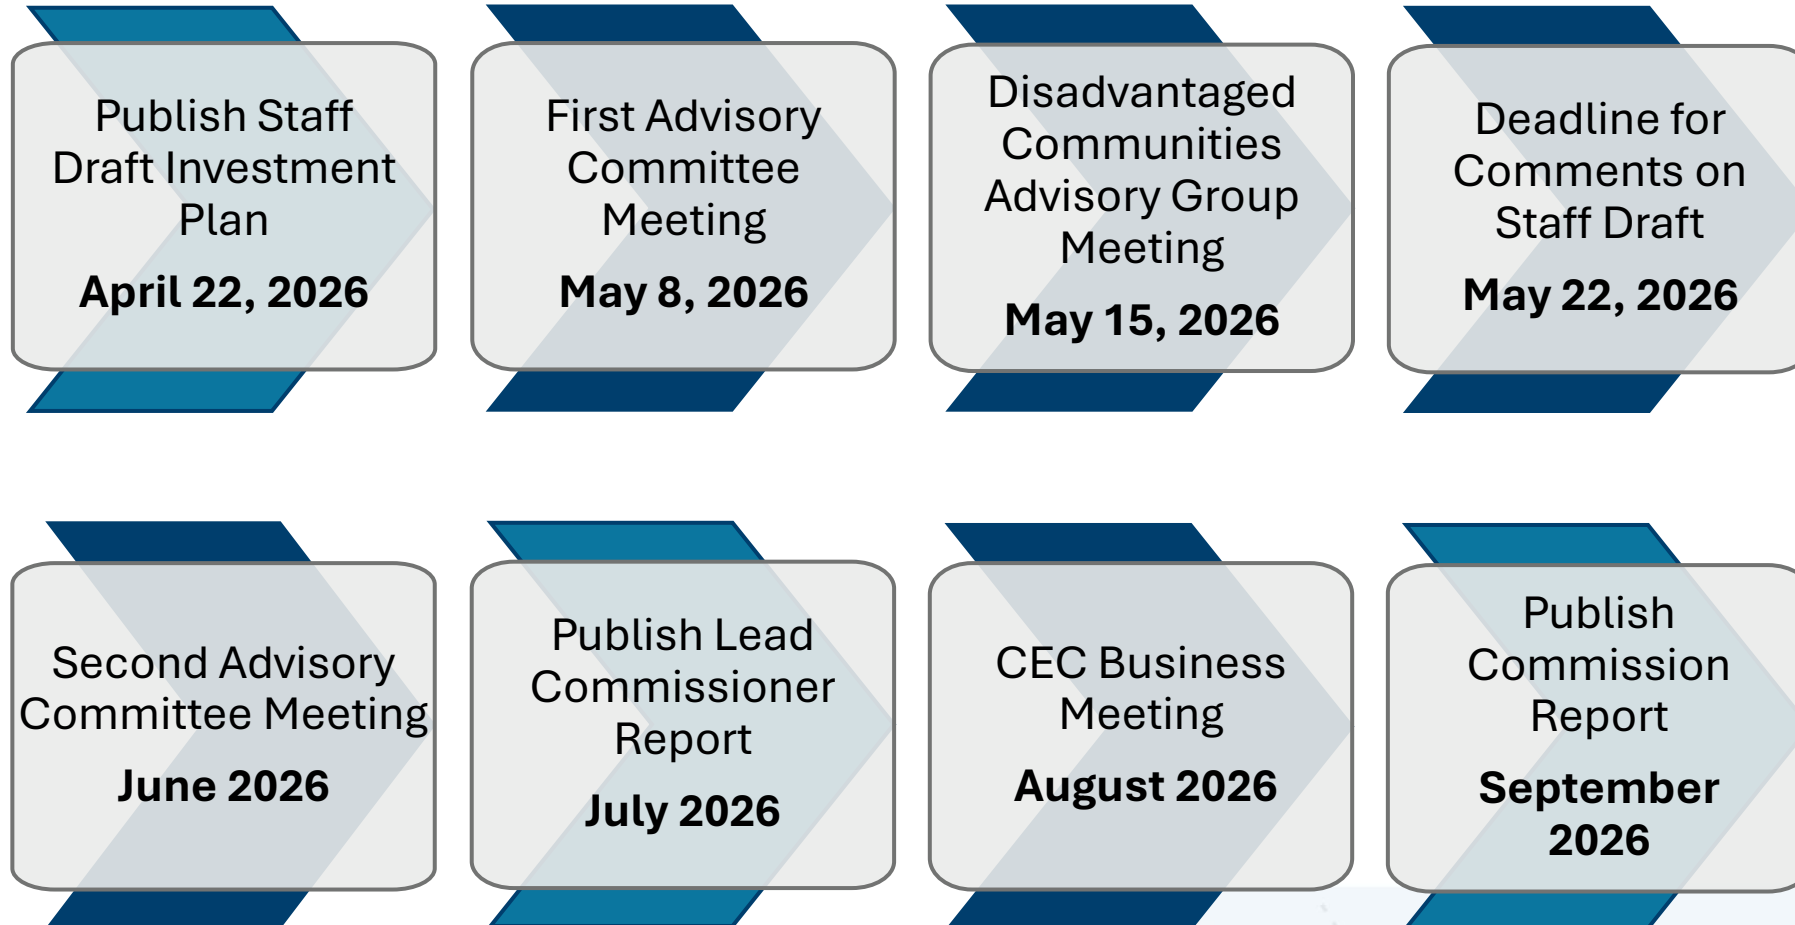 Publish Staff
Draft Investment
Plan
April 22, 2026
First Advisory
Committee
Meeting
May 8, 2026
Disadvantaged
Communities
Advisory Group
Meeting
May 15, 2026
Deadline for
Comments on
Staff Draft
May 22, 2026
Second Advisory
Committee Meeting
June 2026
Publish Lead
Commissioner
Report
July 2026
CEC Business
Meeting
August 2026
Publish
Commission
Report
September
2026